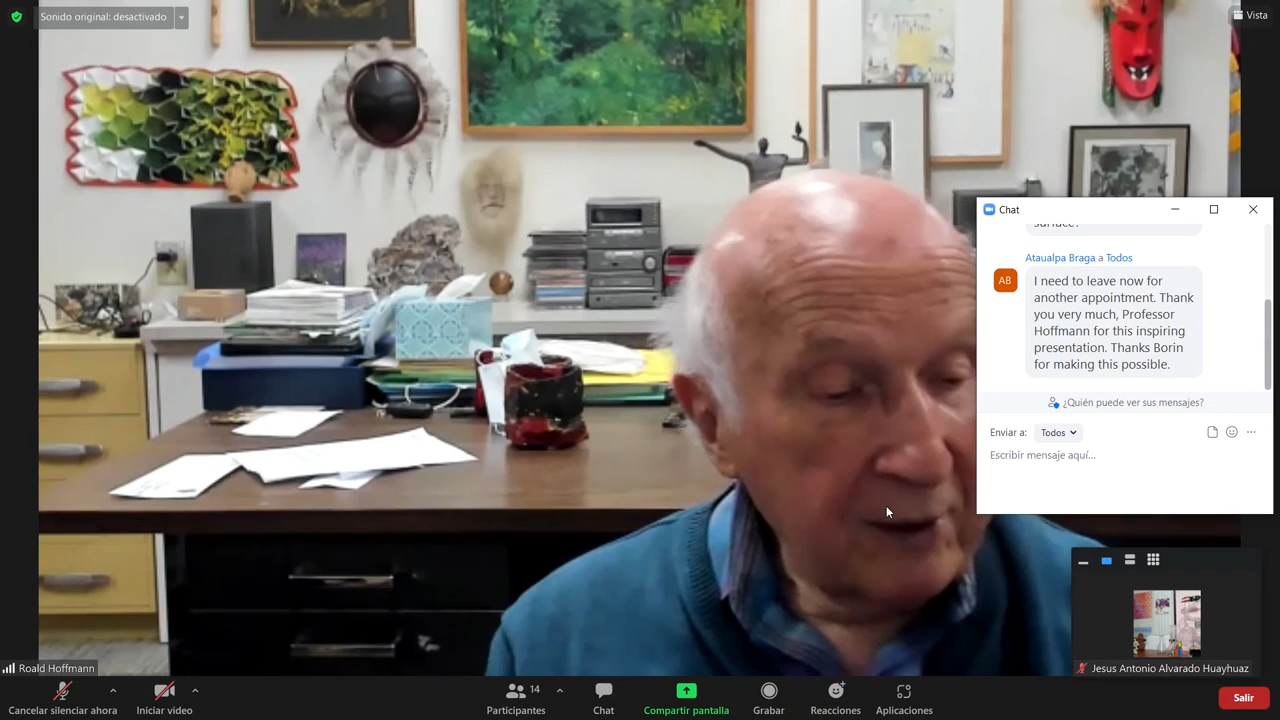 Sonido original: desactivado
Vista
Chat
surface?
Ataualpa Braga a Todos
AB
I need to leave now for
another appointment. Thank
you very much, Professor
Hoffmann for this inspiring
presentation. Thanks Borin
for making this possible.
¿Quién puede ver sus mensajes?
Enviar a: Todos
Escribir mensaje aquí...
Roald Hoffmann
Jesus Antonio Alvarado Huayhuaz
Cancelar silenciar ahora
Iniciar video
14
Participantes
Chat
Compartir pantalla
Grabar
Reacciones
Aplicaciones
Salir